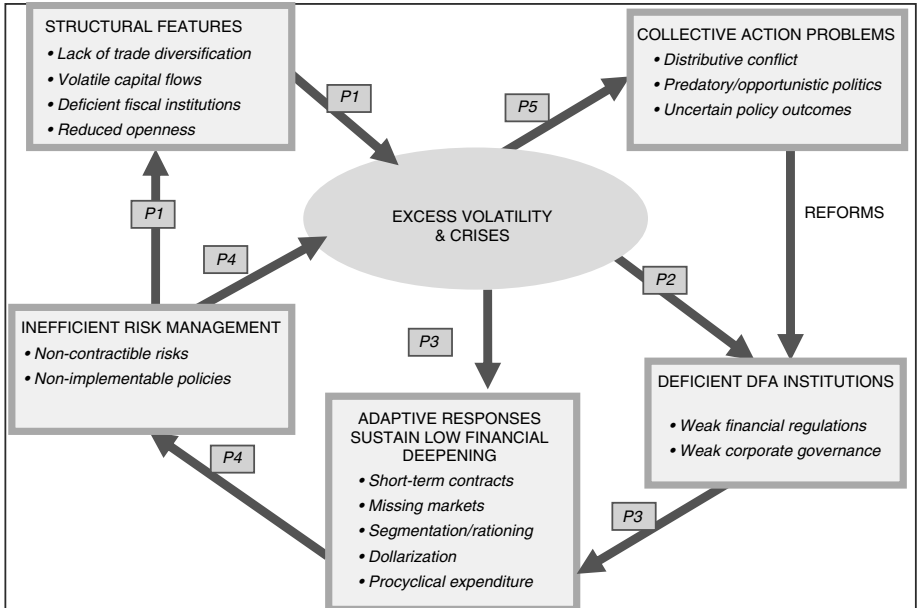 STRUCTURAL FEATURES
• Lack of trade diversification
• Volatile capital flows
• Deficient fiscal institutions
• Reduced openness
COLLECTIVE ACTION PROBLEMS
• Distributive conflict
• Predatory/opportunistic politics
• Uncertain policy outcomes
P1
P5
P1
EXCESS VOLATILITY
& CRISES
REFORMS
P4
P2
INEFFICIENT RISK MANAGEMENT
• Non-contractible risks
• Non-implementable policies
P3
DEFICIENT DFA INSTITUTIONS
• Weak financial regulations
• Weak corporate governance
ADAPTIVE RESPONSES
SUSTAIN LOW FINANCIAL
DEEPENING
• Short-term contracts
• Missing markets
• Segmentation/rationing
• Dollarization
• Procyclical expenditure
P4
P3